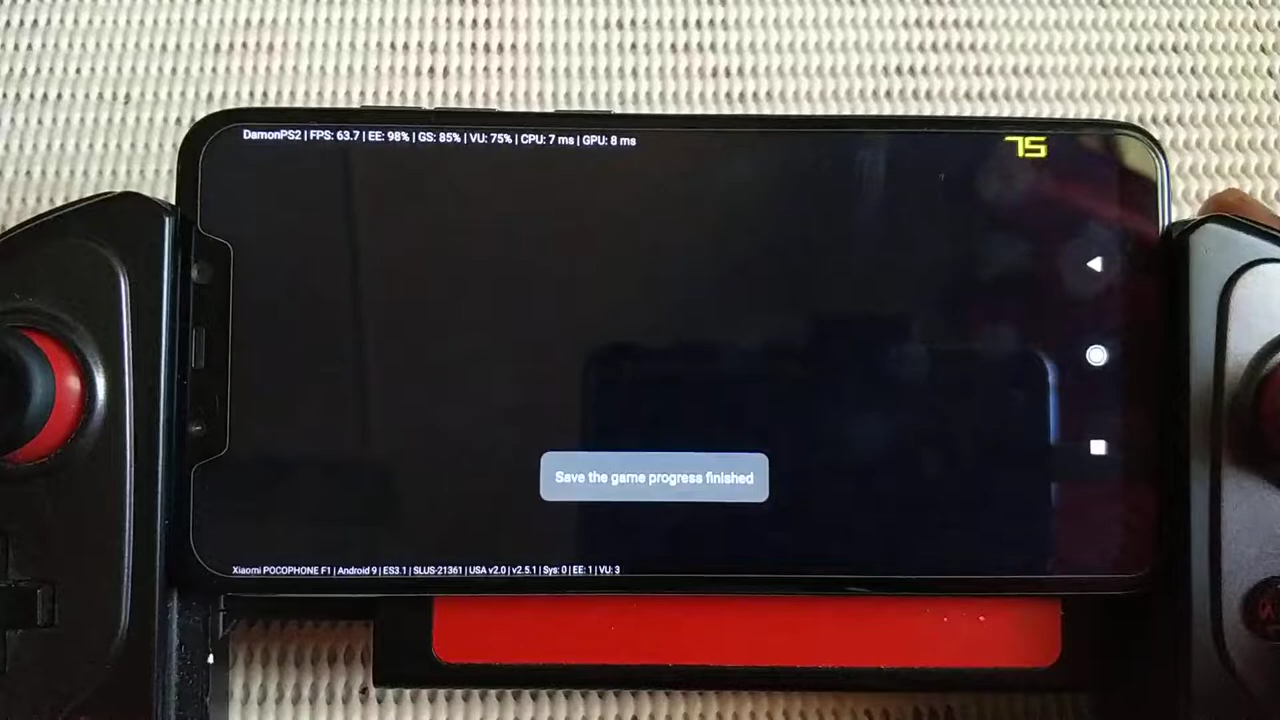 DamonPS2 | FPS: 63.7 | EE: 98% | GS: 85% | VU: 75% | CPU: 7 ms | GPU: 8 ms
75
Save the game progress finished
Xiaomi POCOPHONE F1 | Android 9 | ES3.1 | SLUS-21361 | USA v2.0 | v2.5.1 | Sys: 0 | EE: 1 | VU: 3